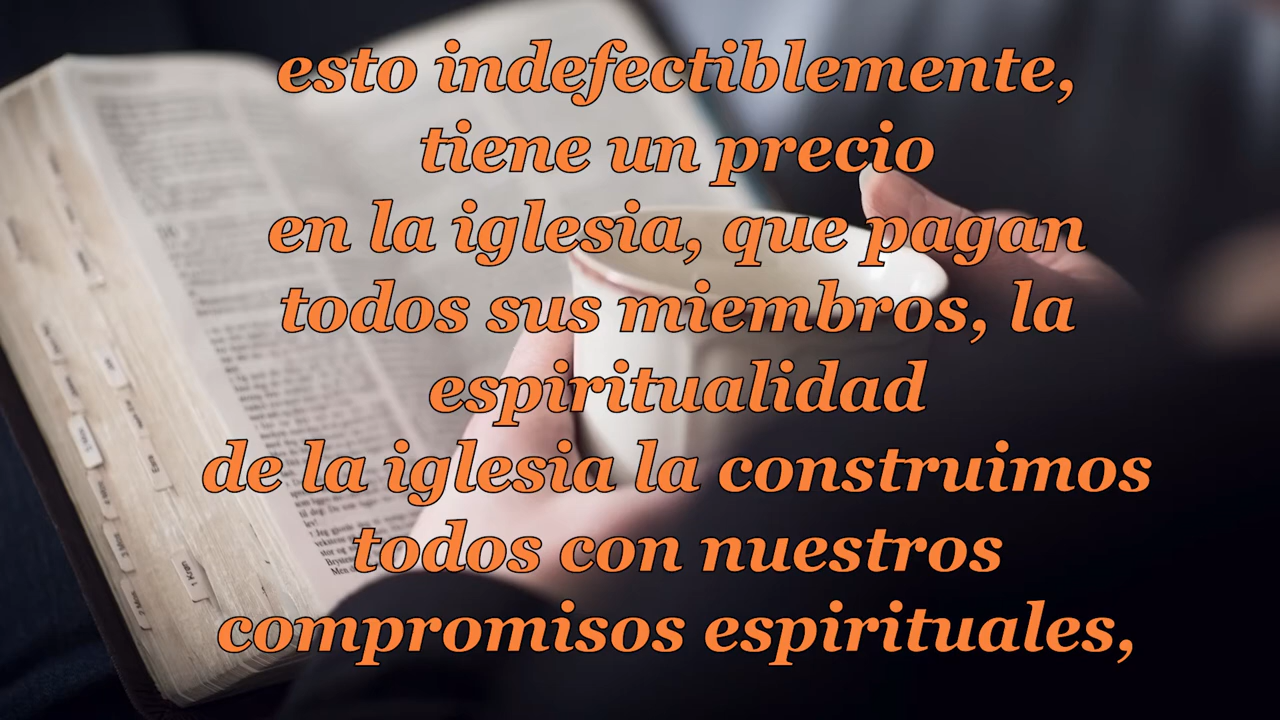 esto indefectiblemente,
tiene un precio
en la iglesia, que pagan
todos sus miembros, la
espiritualidad
de la iglesia la construimos
todos con nuestros
compromisos espirituales,